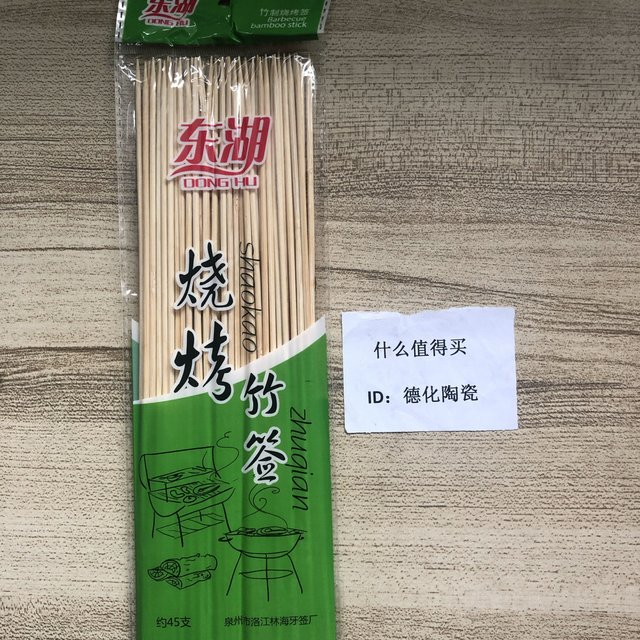 东湖
DONG HU
竹制烧烤签
Barbecue
bamboo stick
东湖
DONG HU
烧烤
shaokao
竹签
zhuqian
什么值得买
ID：德化陶瓷
约45支
泉州市洛江林海牙签厂